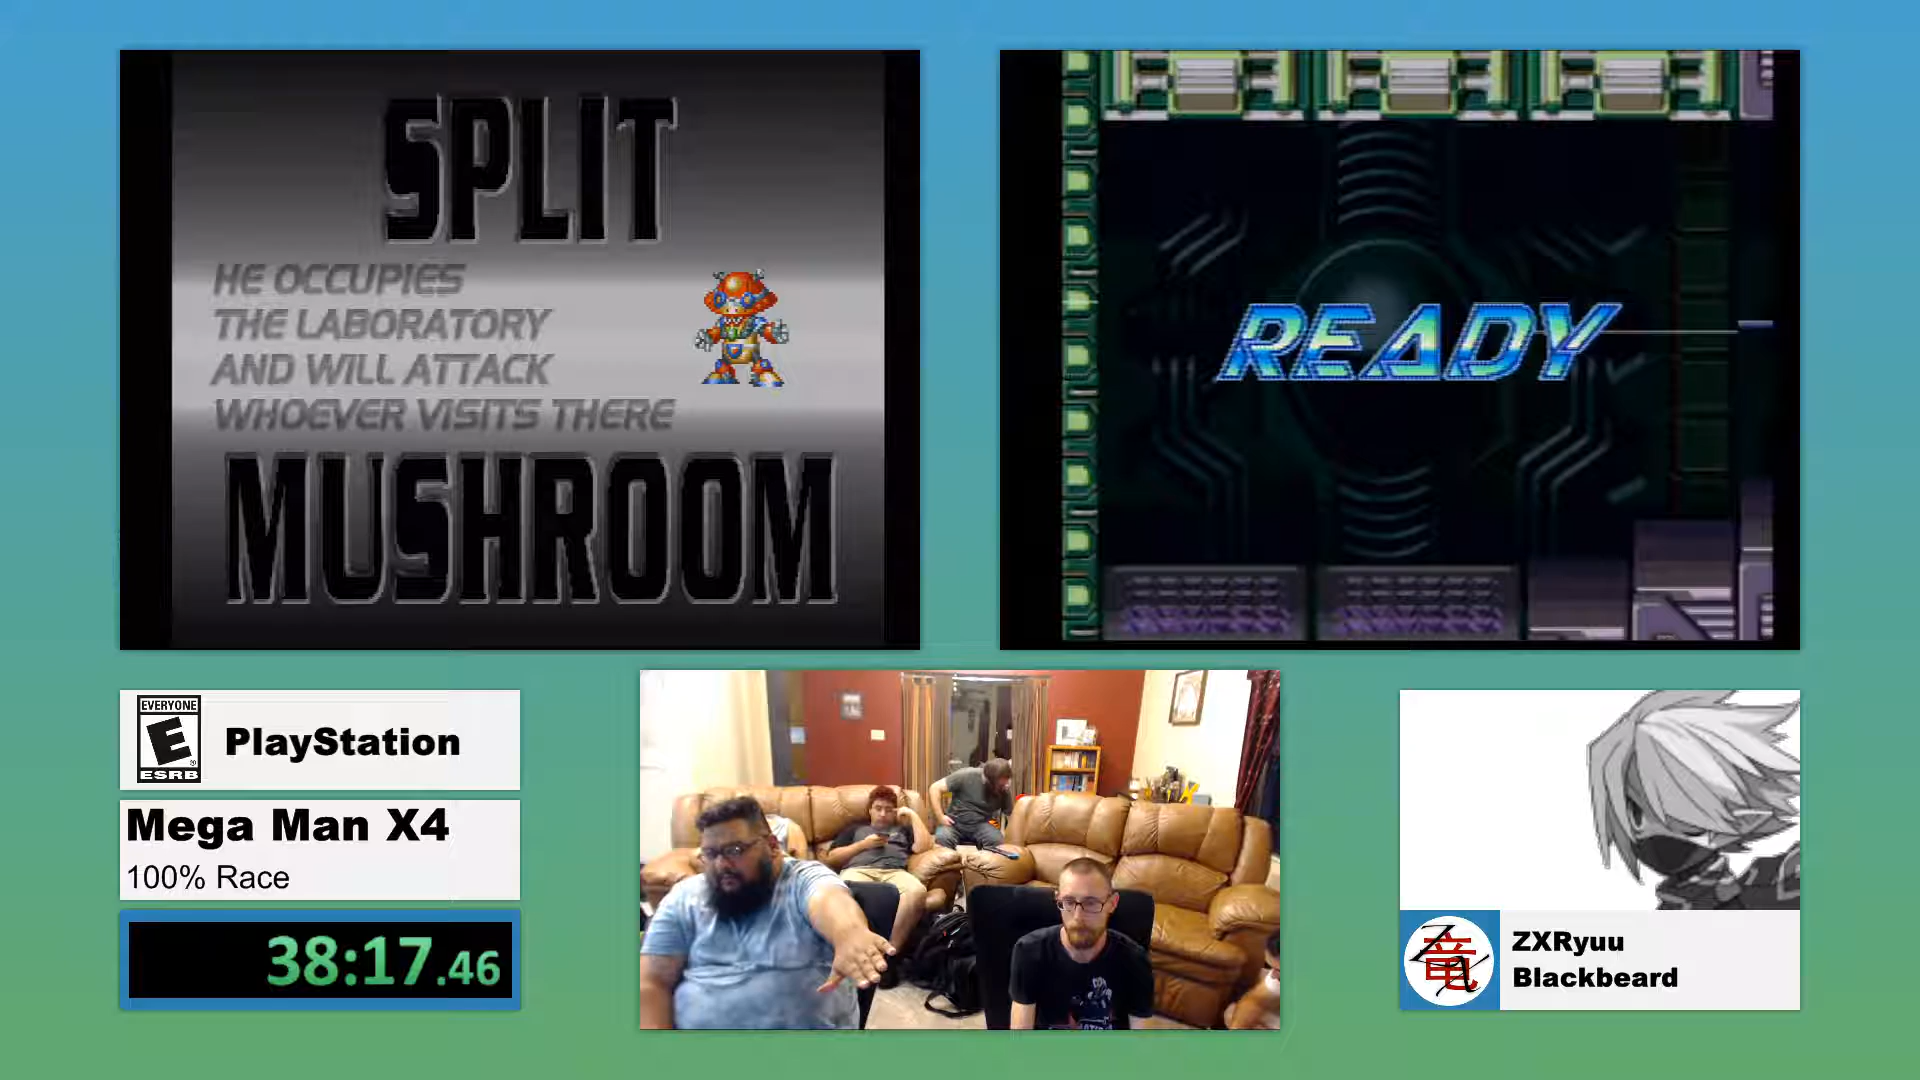 SPLIT
HE OCCUPIES
THE LABORATORY
AND WILL ATTACK
WHOEVER VISITS THERE
MUSHROOM
READY
EVERYONE
E
ESRB
PlayStation
Mega Man X4
100% Race
38:17.46
ZX
竜
ZXRyuu
Blackbeard